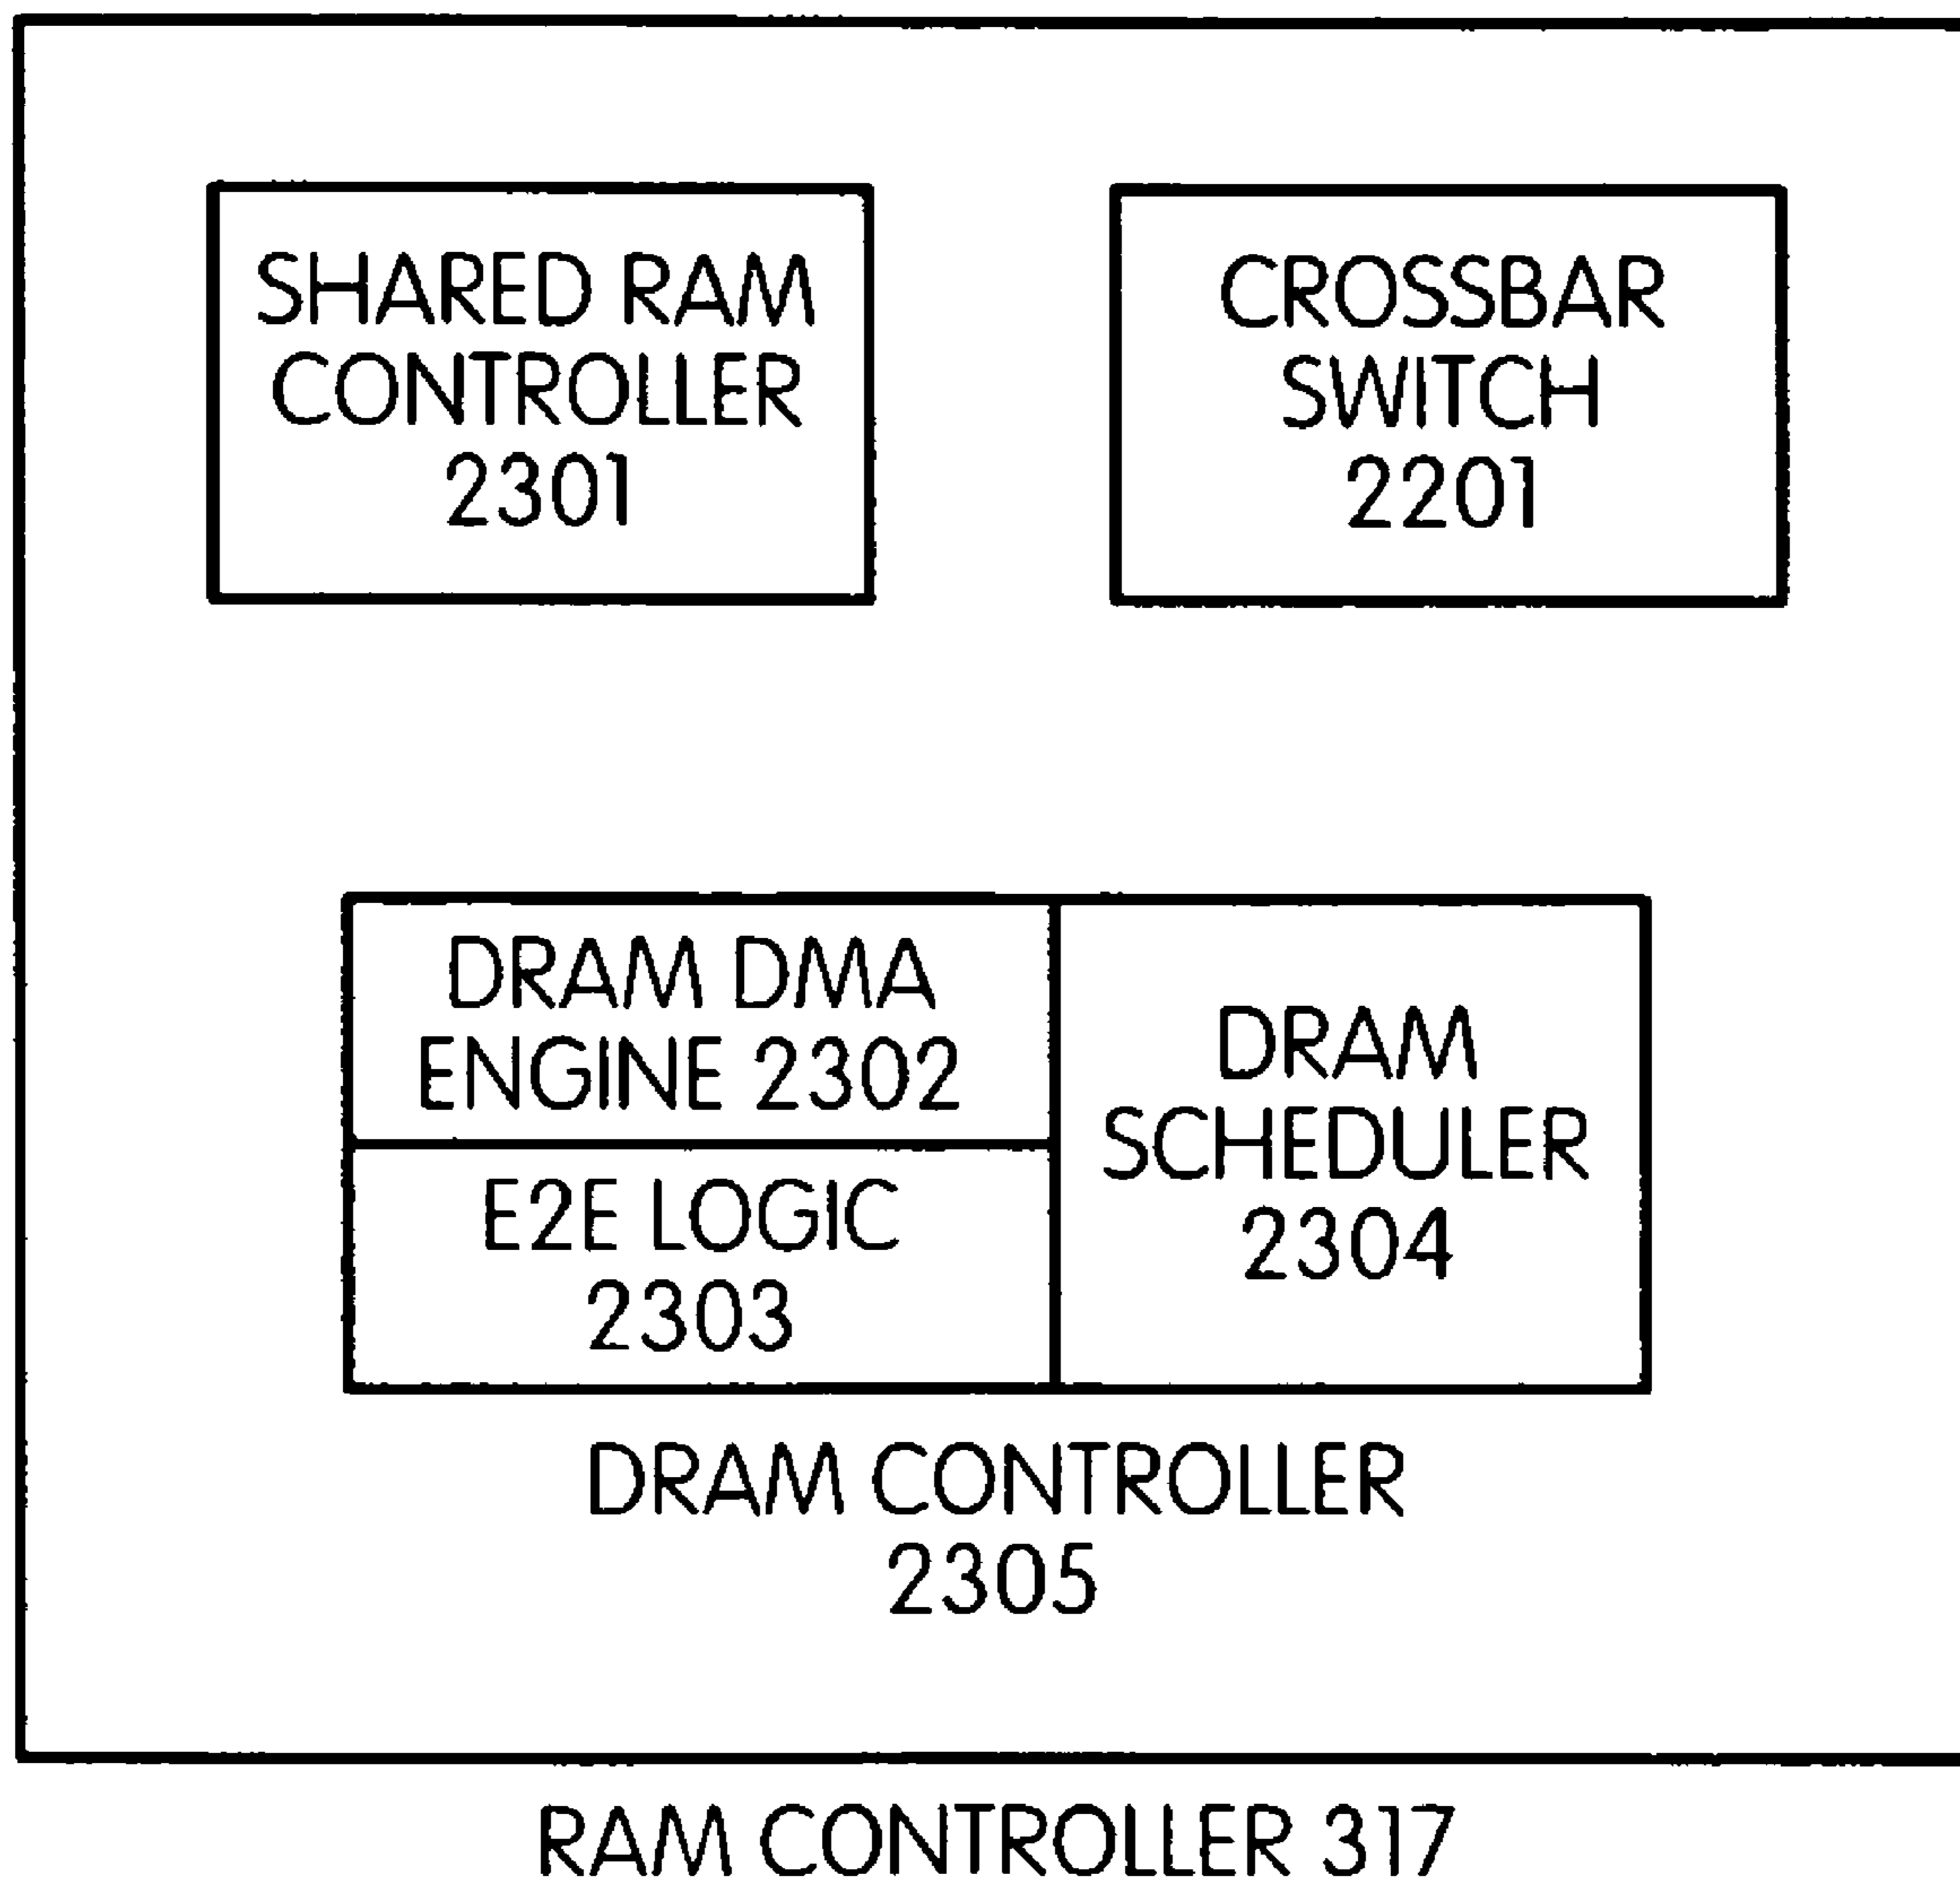 SHARED RAM
CONTROLLER
2301
CROSSBAR
SWITCH
2201
DRAM DMA
ENGINE 2302
E2E LOGIC
2303
DRAM
SCHEDULER
2304
DRAM CONTROLLER
2305
RAM CONTROLLER 317